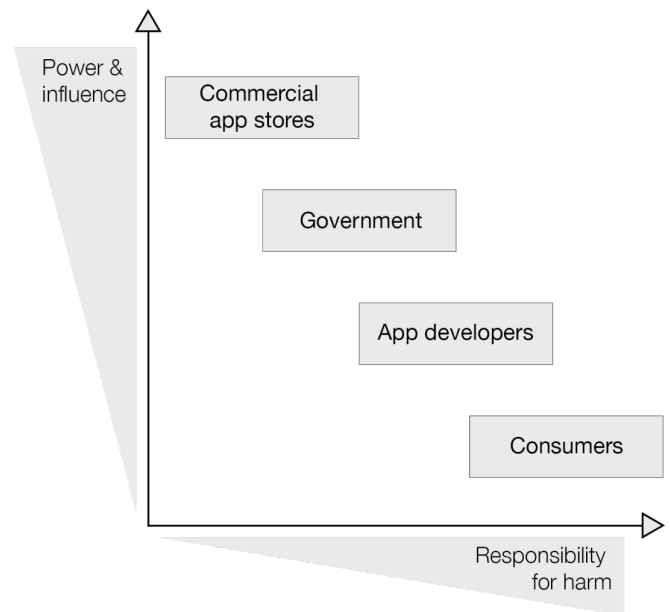 Power &
influence
Commercial
app stores
Government
App developers
Consumers
Responsibility
for harm